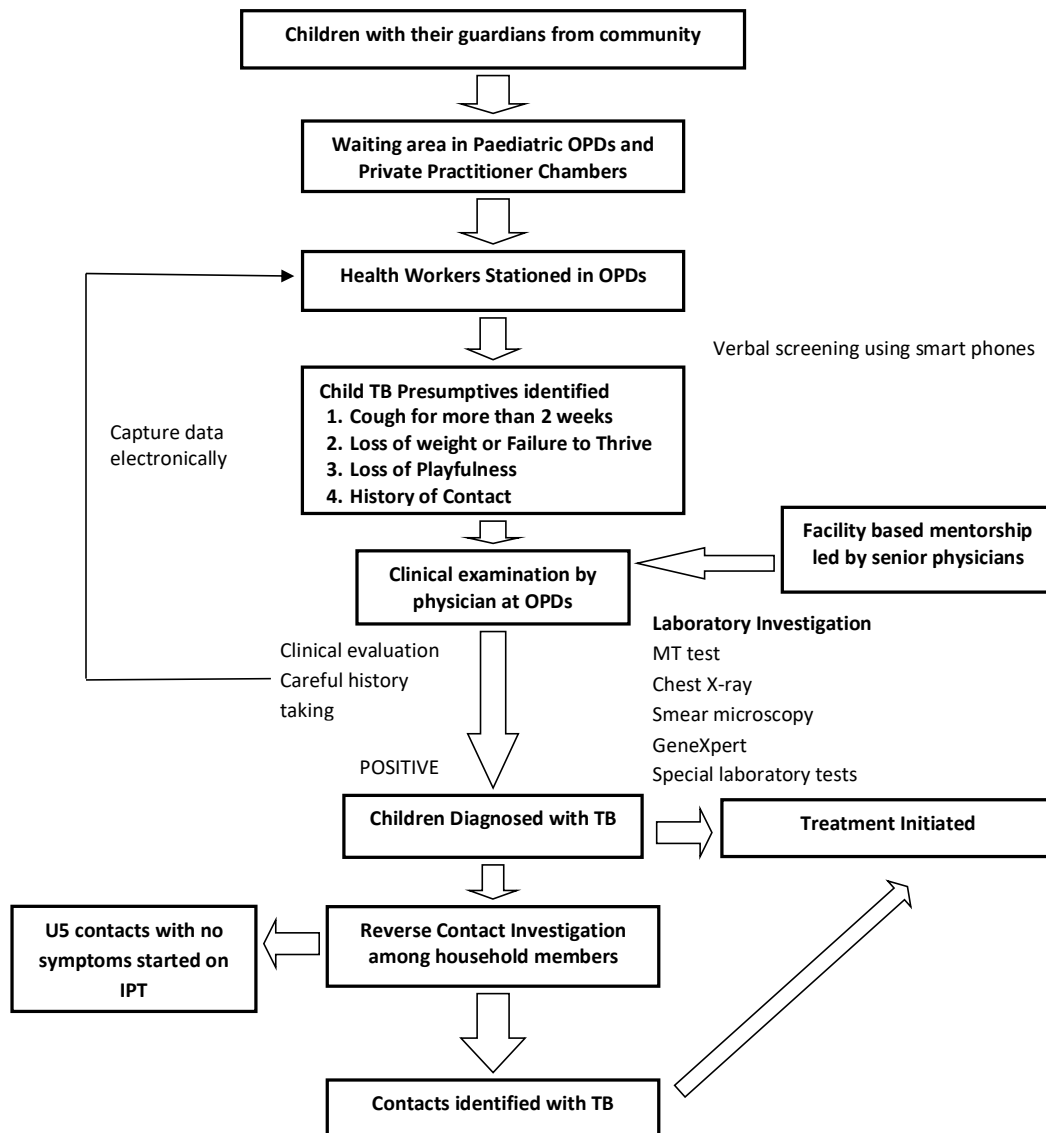 Children with their guardians from community
Waiting area in Paediatric OPDs and
Private Practitioner Chambers
Health Workers Stationed in OPDs
Verbal screening using smart phones
Child TB Presumptives identified
1. Cough for more than 2 weeks
2. Loss of weight or Failure to Thrive
3. Loss of Playfulness
4. History of Contact
Capture data
electronically
Facility based mentorship
led by senior physicians
Clinical examination by
physician at OPDs
Laboratory Investigation
MT test
Chest X-ray
Smear microscopy
GeneXpert
Special laboratory tests
Clinical evaluation
Careful history
taking
POSITIVE
Children Diagnosed with TB
Treatment Initiated
Reverse Contact Investigation
among household members
U5 contacts with no
symptoms started on
IPT
Contacts identified with TB